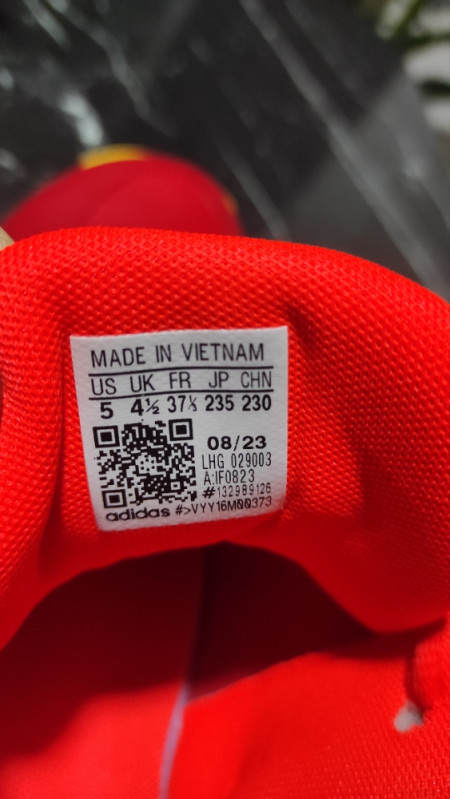 MADE IN VIETNAM
US UK FR JP CHN
5 4½ 37⅓ 235 230
08/23
LHG 029003
A:IF0823
#132989126
adidas #>VYY16M00373